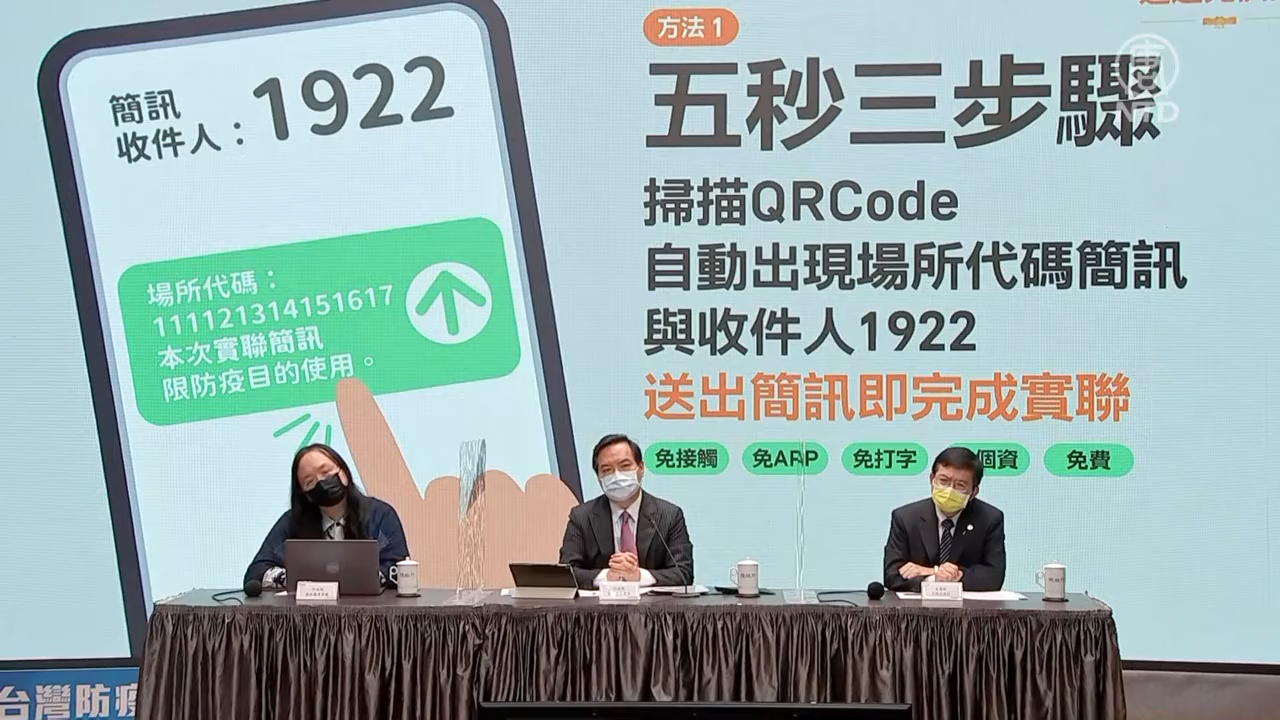 方法 1
五秒三步驟
掃描QRCode
自動出現場所代碼簡訊
與收件人1922
送出簡訊即完成實聯
免接觸
免APP
免打字
個資
免費
簡訊
收件人：1922
場所代碼：
111121314151617
本次實聯簡訊
限防疫目的使用。
NTD
台灣防疫